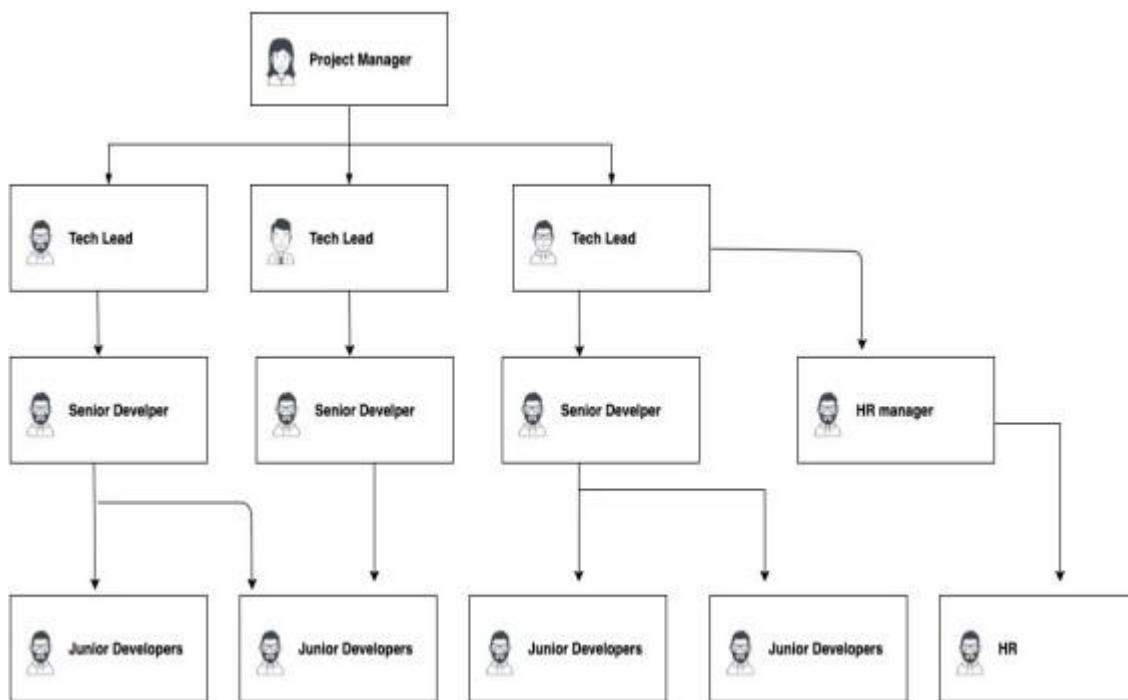 Project Manager
Tech Lead
Tech Lead
Tech Lead
Senior Develper
Senior Develper
Senior Develper
HR manager
Junior Developers
Junior Developers
Junior Developers
Junior Developers
HR